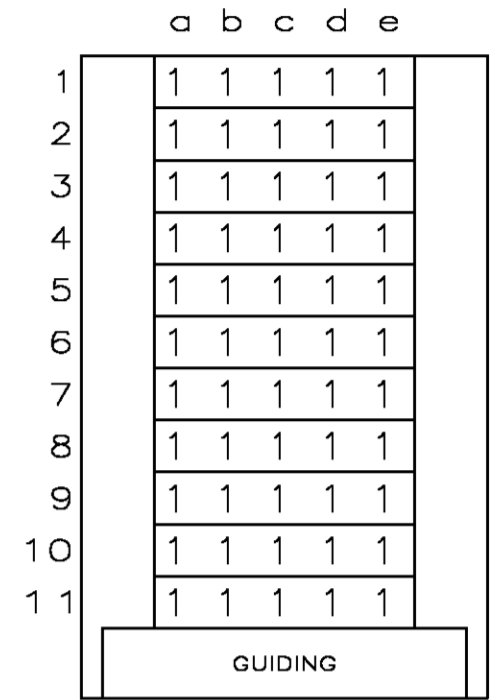 a b c d e
1 1 1 1 1 1
2 1 1 1 1 1
3 1 1 1 1 1
4 1 1 1 1 1
5 1 1 1 1 1
6 1 1 1 1 1
7 1 1 1 1 1
8 1 1 1 1 1
9 1 1 1 1 1
10 1 1 1 1 1
11 1 1 1 1 1
GUIDING